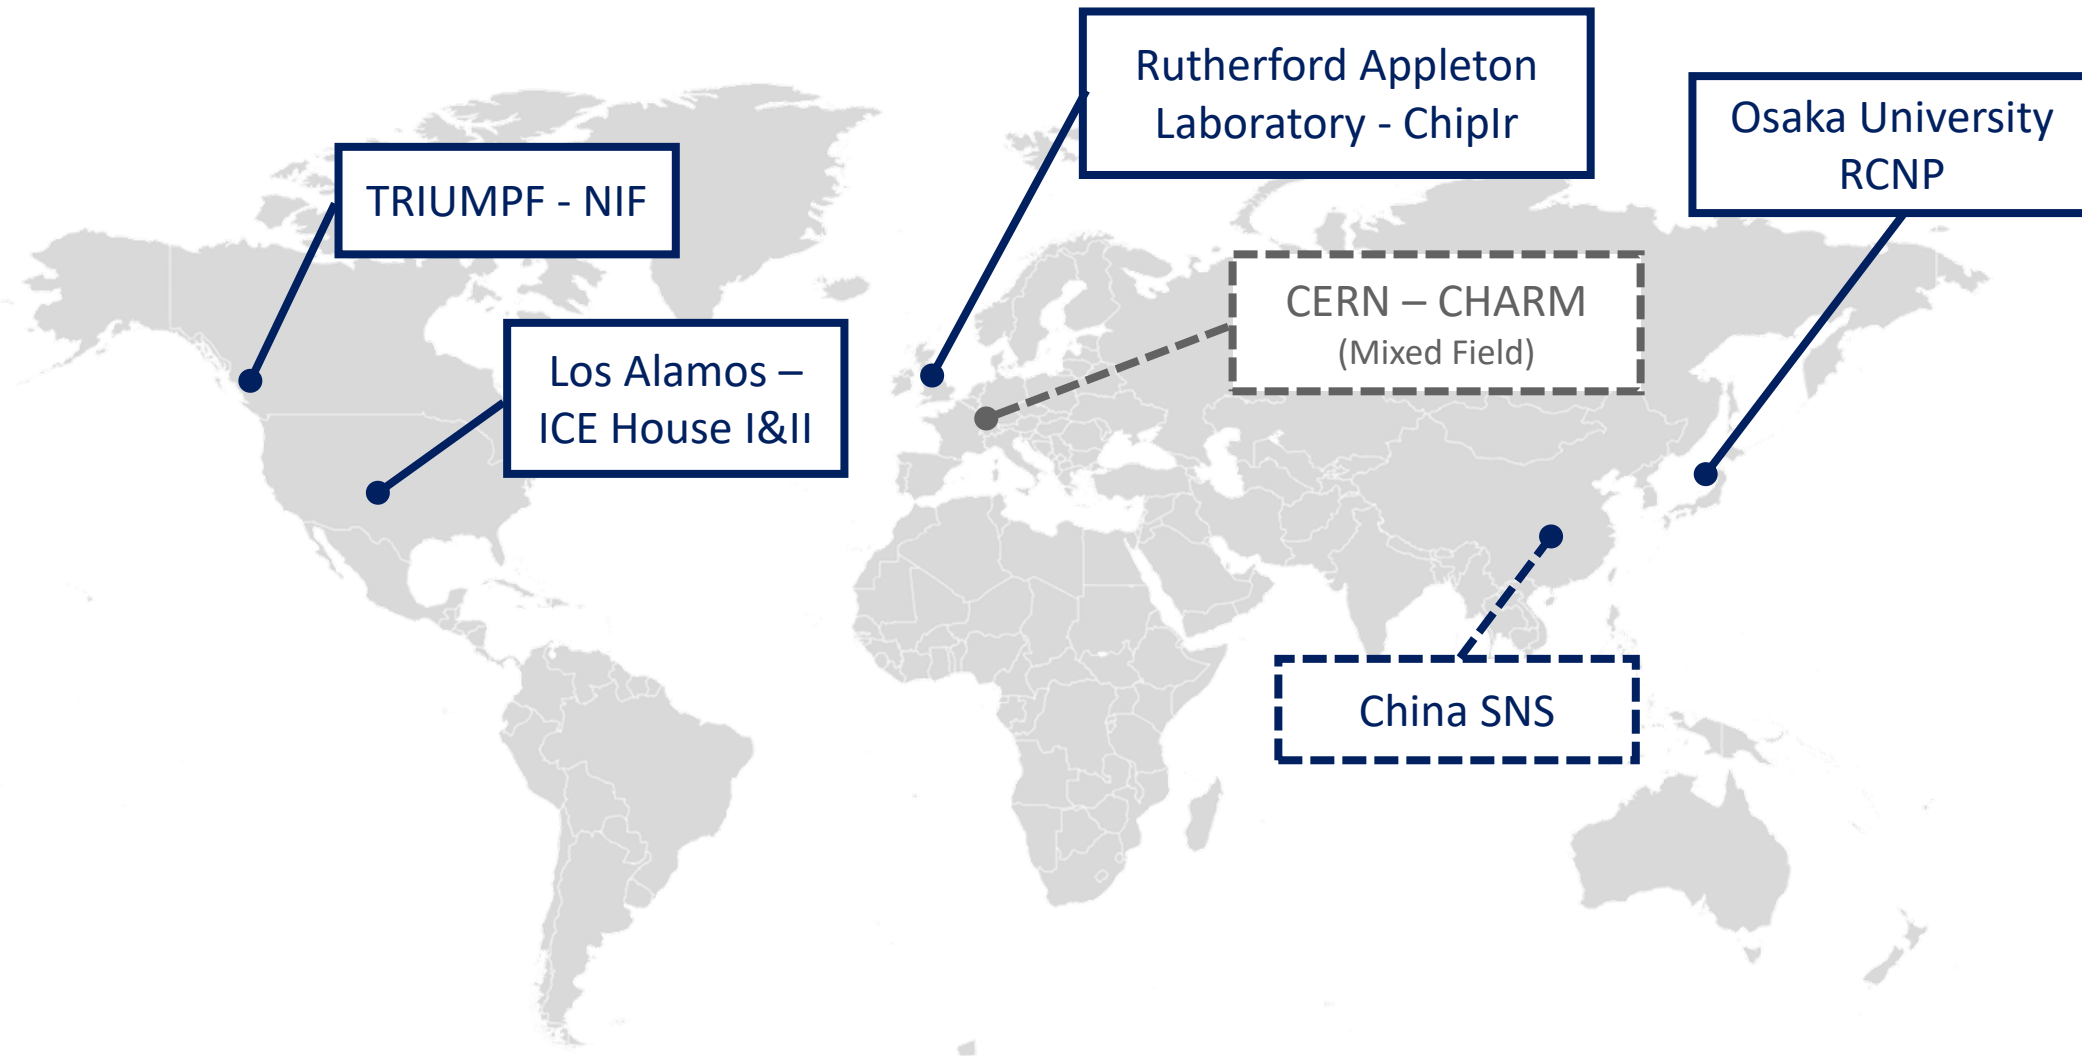 Rutherford Appleton
Laboratory - ChipIr
Osaka University
RCNP
TRIUMPF - NIF
CERN – CHARM
(Mixed Field)
Los Alamos –
ICE House I&II
China SNS